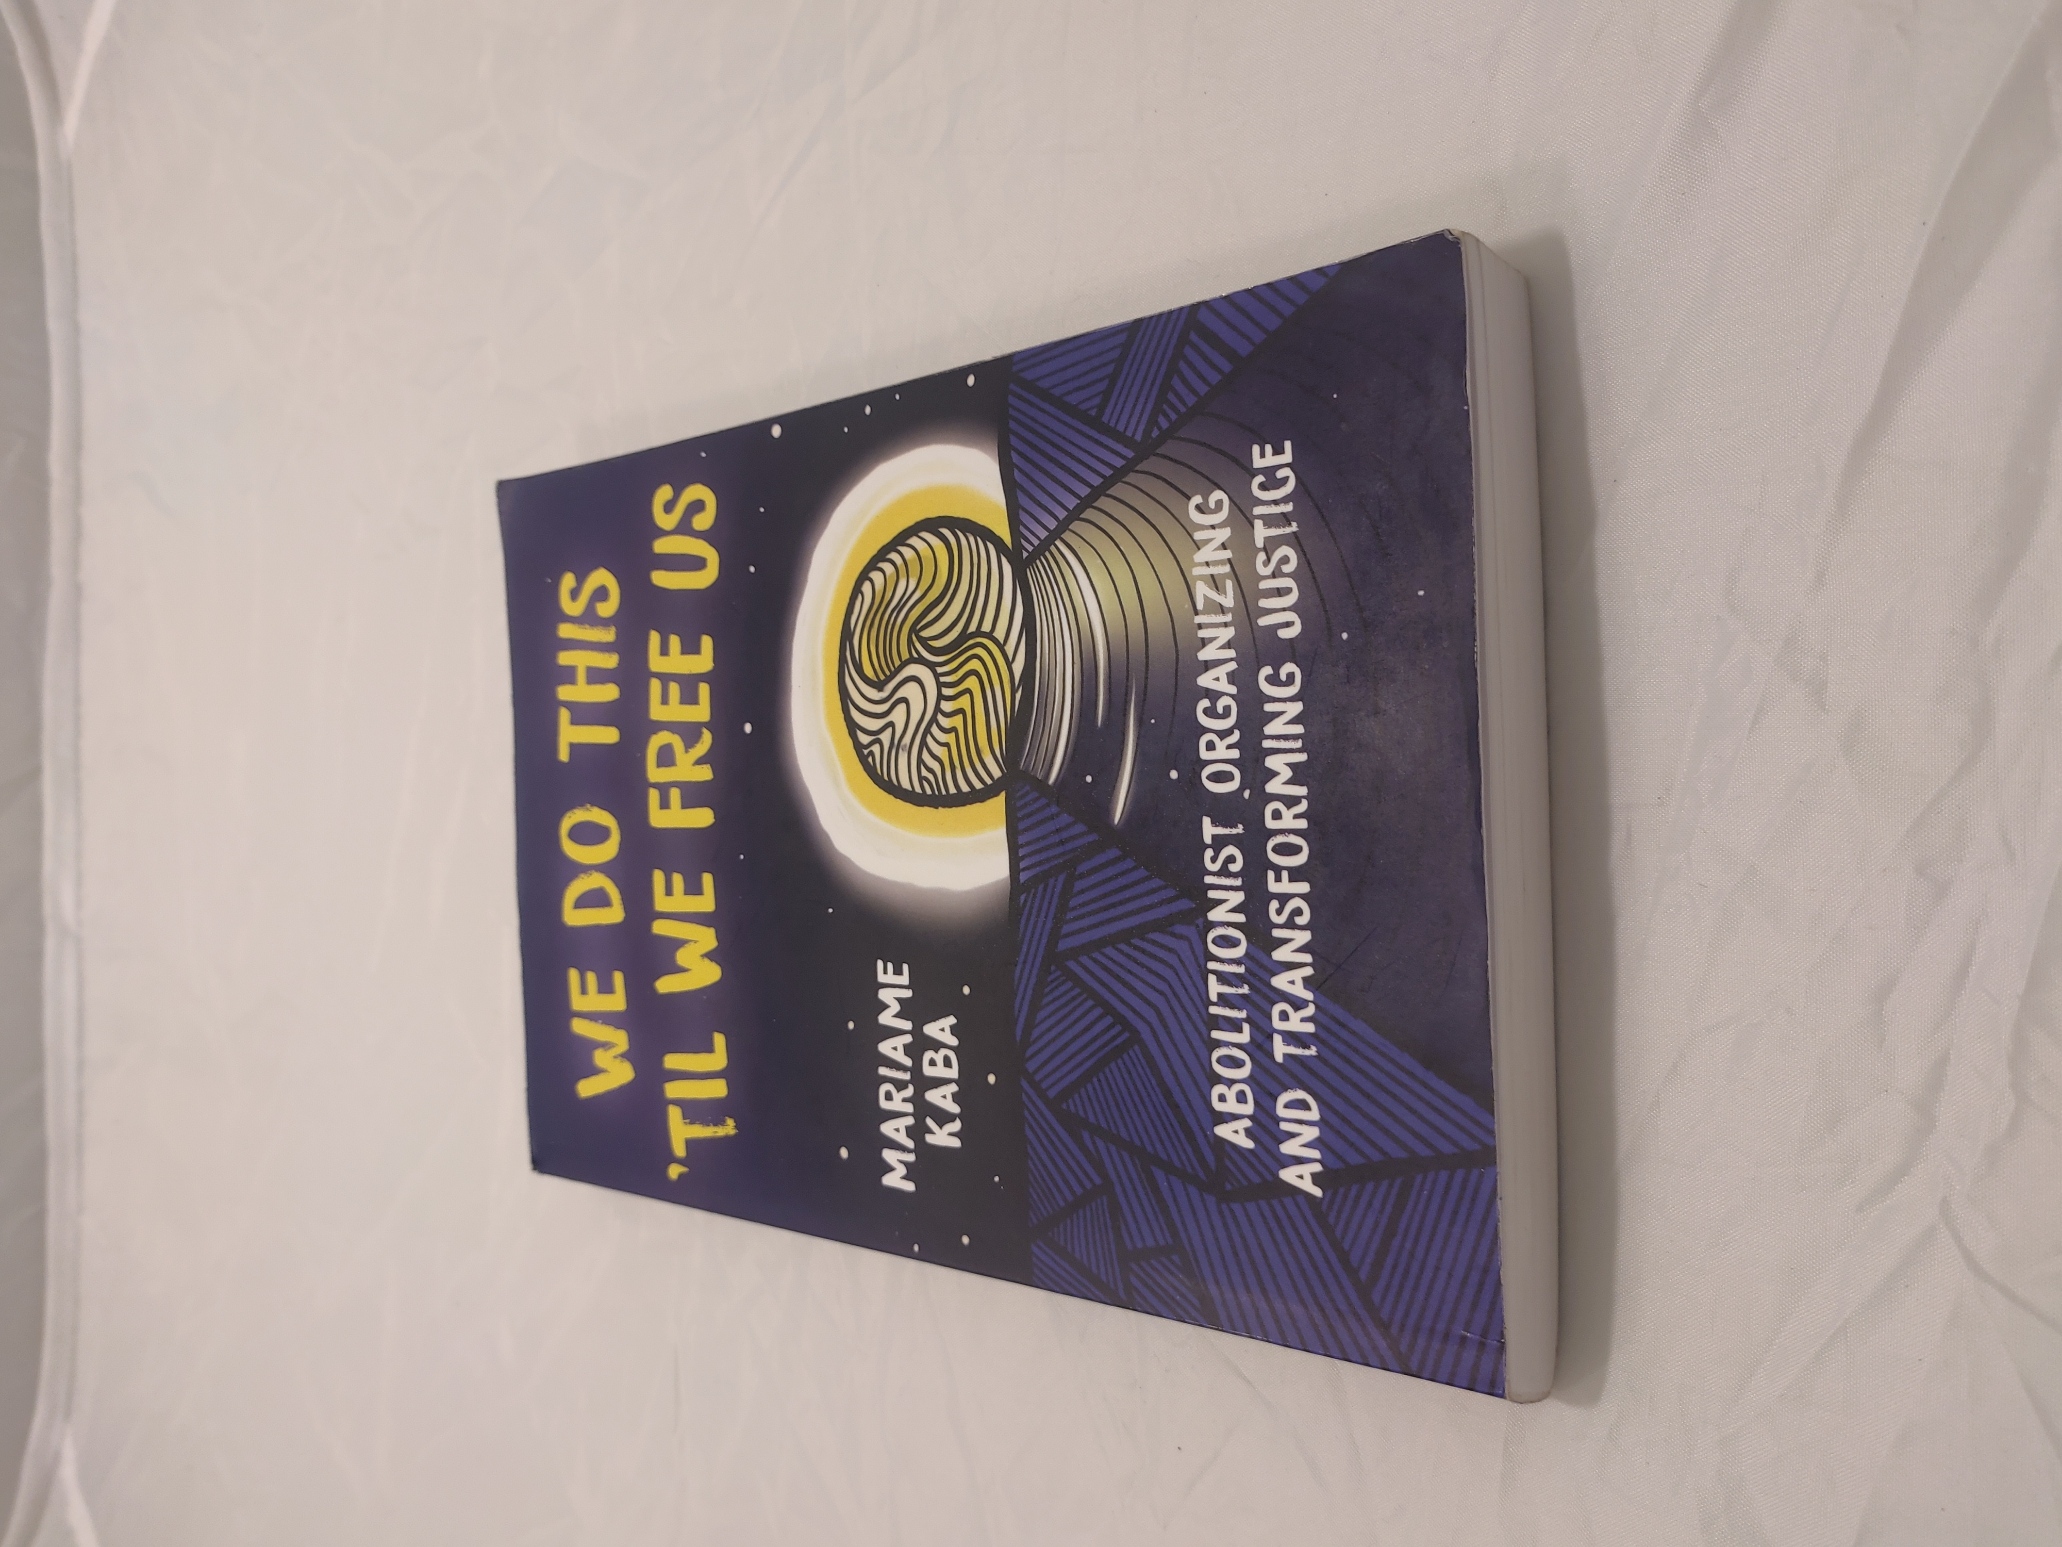 WE DO THIS
'TIL WE FREE US
MARIAME
KABA
ABOLITIONIST ORGANIZING
AND TRANSFORMING JUSTICE